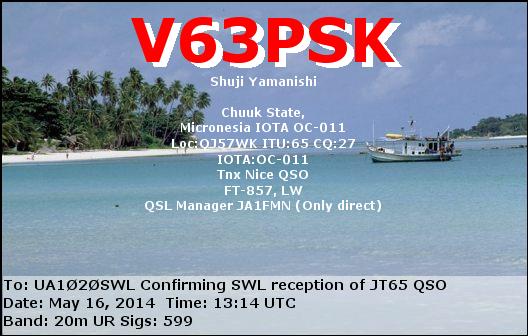 V63PSK
Shuji Yamanishi
Chuuk State,
Micronesia IOTA OC-011
Loc:QJ57WK ITU:65 CQ:27
IOTA:OC-011
Tnx Nice QSO
FT-857, LW
QSL Manager JA1FMN (Only direct)
To: UA1Ø2ØSWL Confirming SWL reception of JT65 QSO
Date: May 16, 2014 Time: 13:14 UTC
Band: 20m UR Sigs: 599